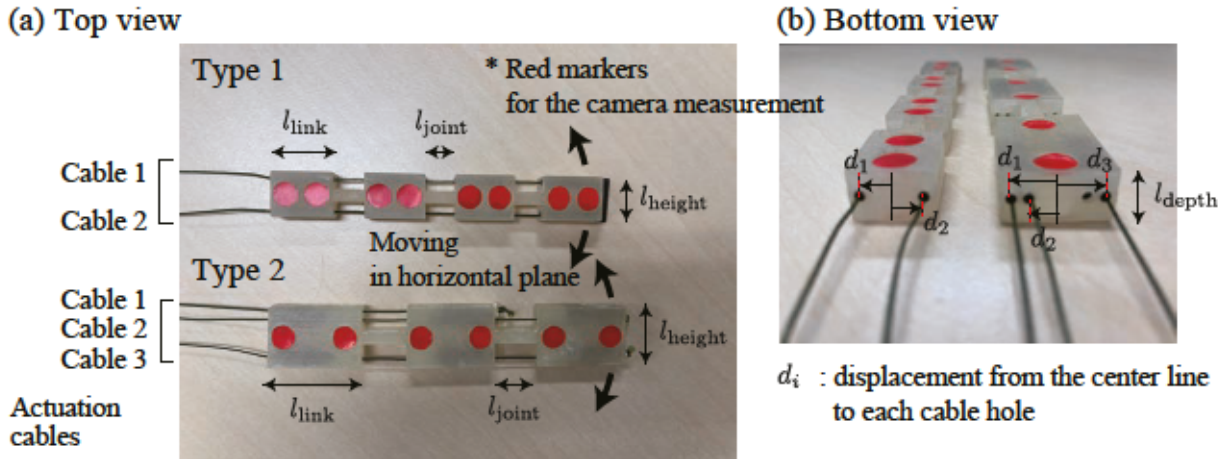 (a) Top view
Type 1
* Red markers
for the camera measurement
l_link
l_joint
Cable 1
Cable 2
l_height
Moving
in horizontal plane
Type 2
Cable 1
Cable 2
Cable 3
l_height
l_link
l_joint
Actuation
cables
(b) Bottom view
d_1
d_2
d_1
d_3
d_2
l_depth
d_i : displacement from the center line
to each cable hole